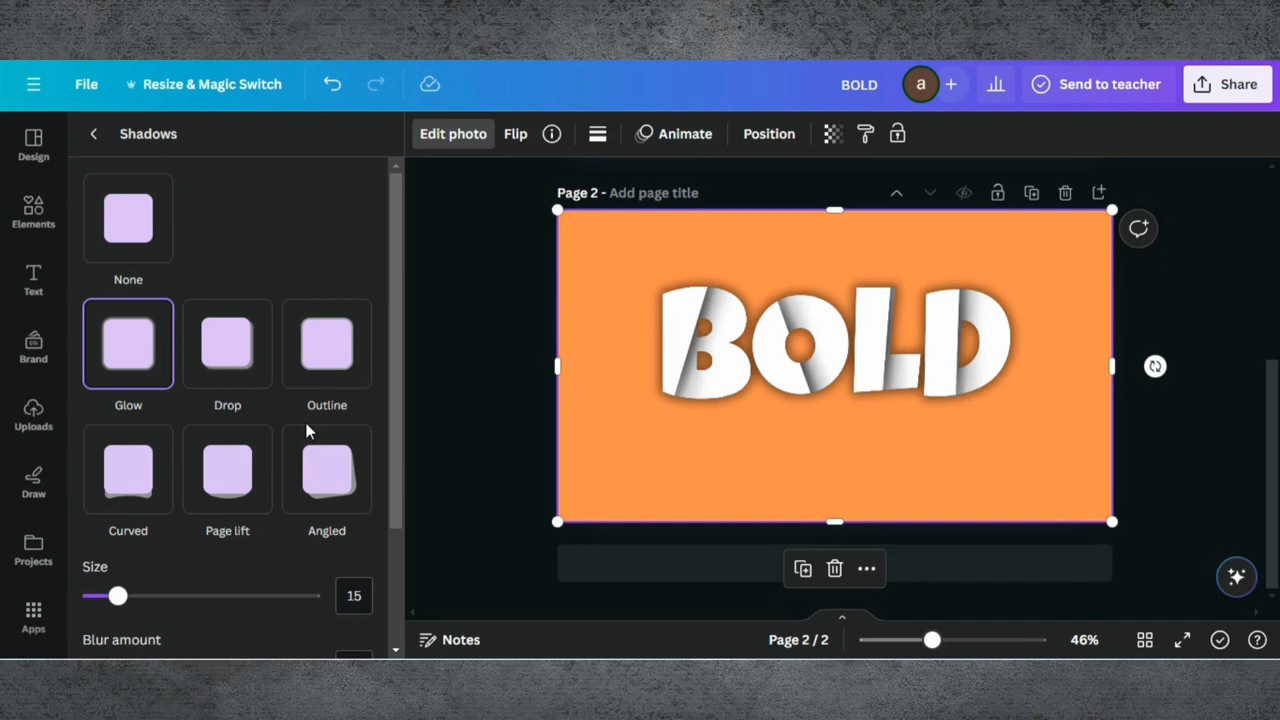 File
Resize & Magic Switch
BOLD
a
Send to teacher
Share
Shadows
Edit photo
Flip
Animate
Position
Design
Elements
Text
Brand
Uploads
Draw
Projects
Apps
None
Glow
Drop
Outline
Curved
Page lift
Angled
Size
15
Blur amount
Page 2 - Add page title
BOLD
Notes
Page 2 / 2
46%